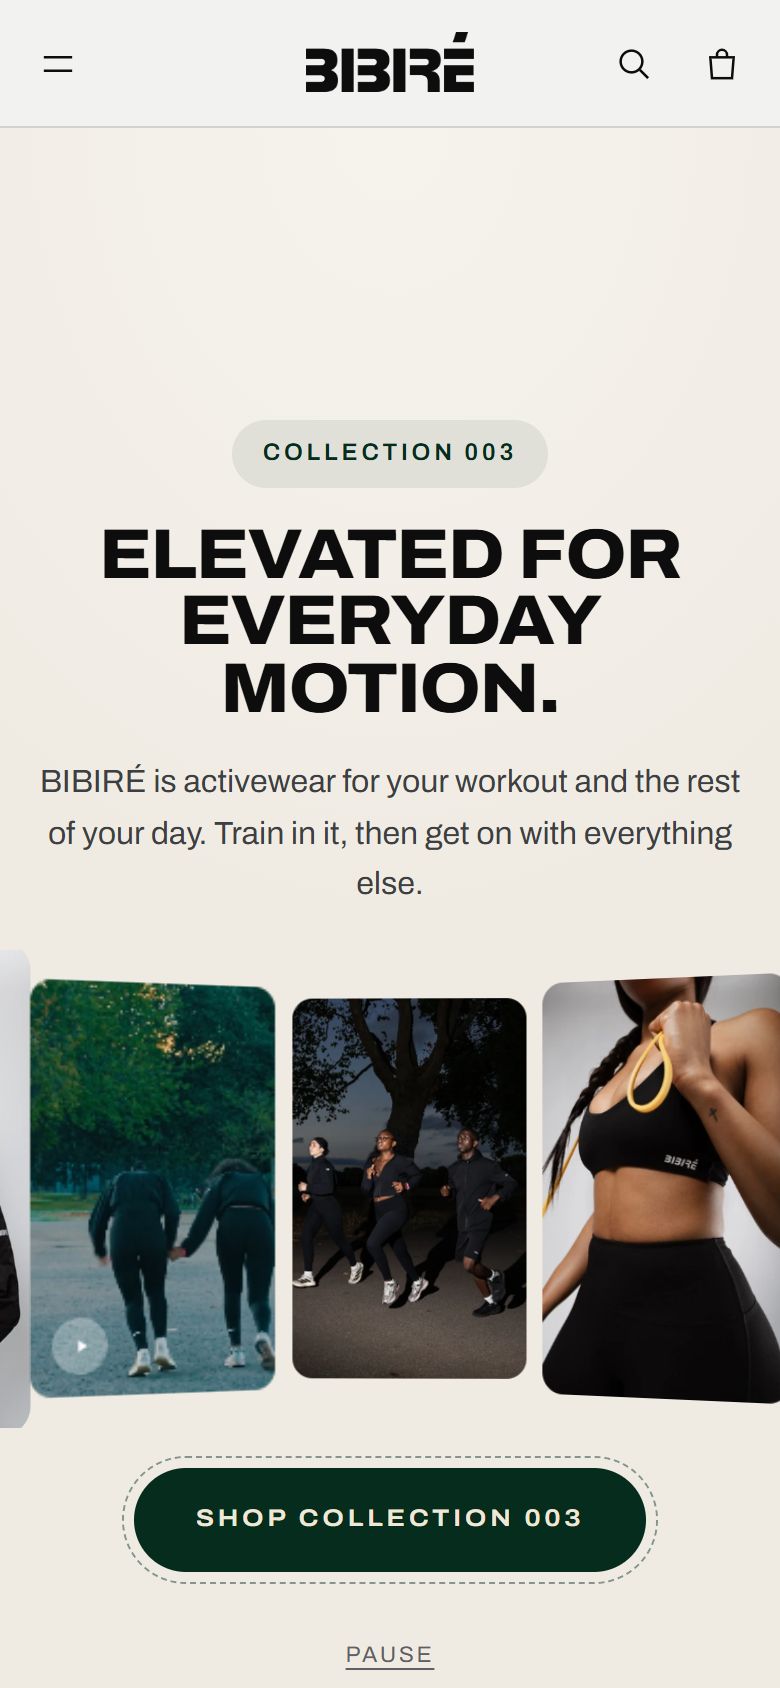 BIBIRÉ
COLLECTION 003
ELEVATED FOR
EVERYDAY
MOTION.
BIBIRÉ is activewear for your workout and the rest
of your day. Train in it, then get on with everything
else.
BIBIRÉ
SHOP COLLECTION 003
PAUSE